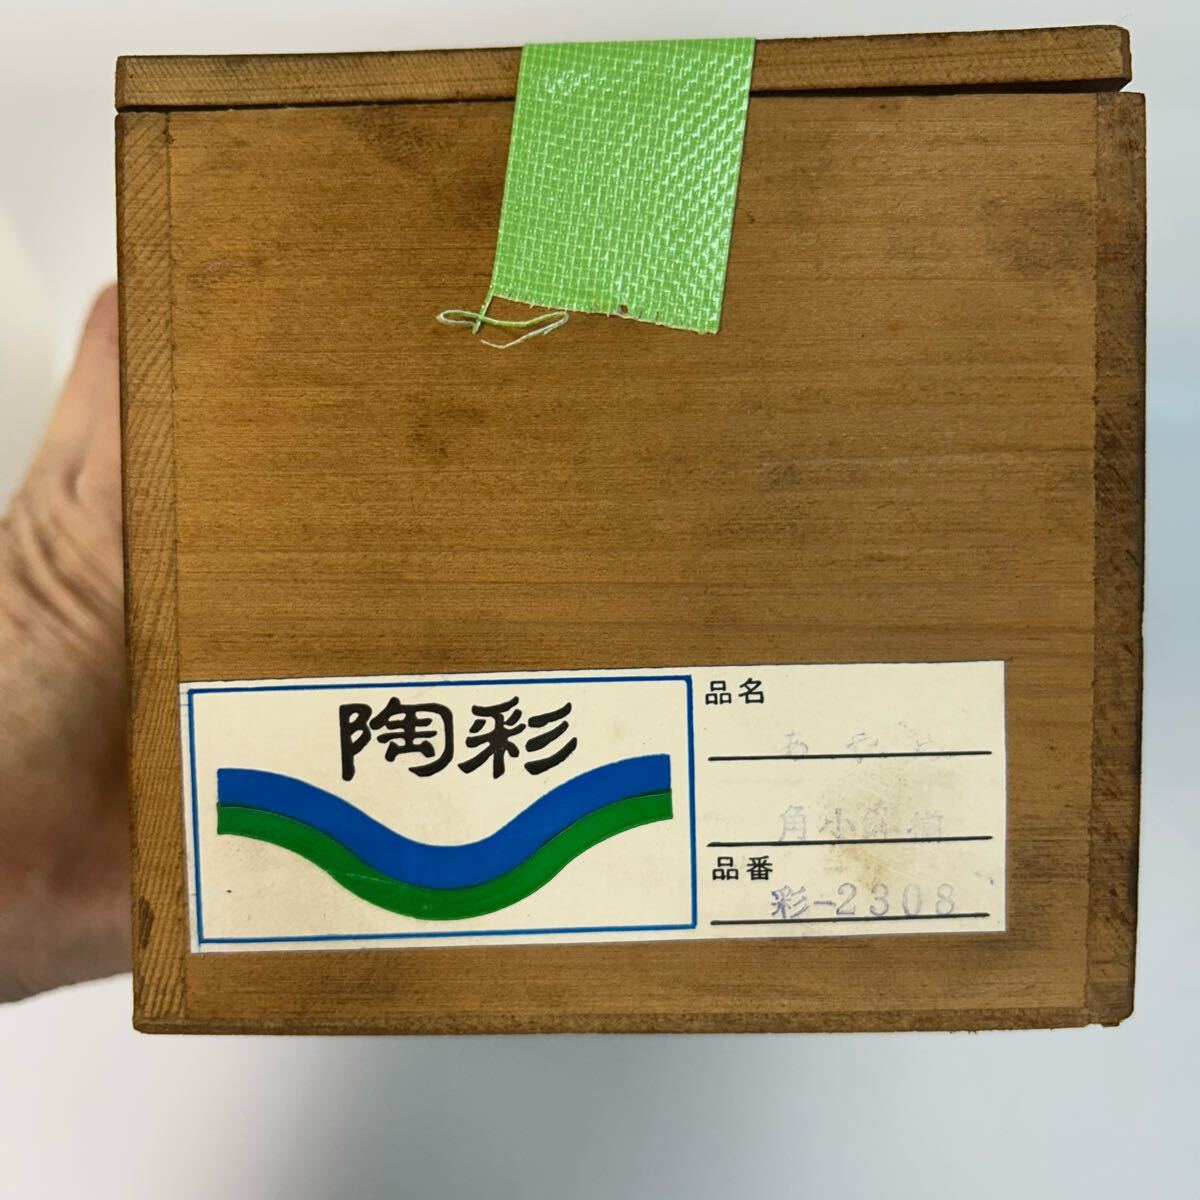 陶彩
品名
角小鉢揃
品番
彩-2308